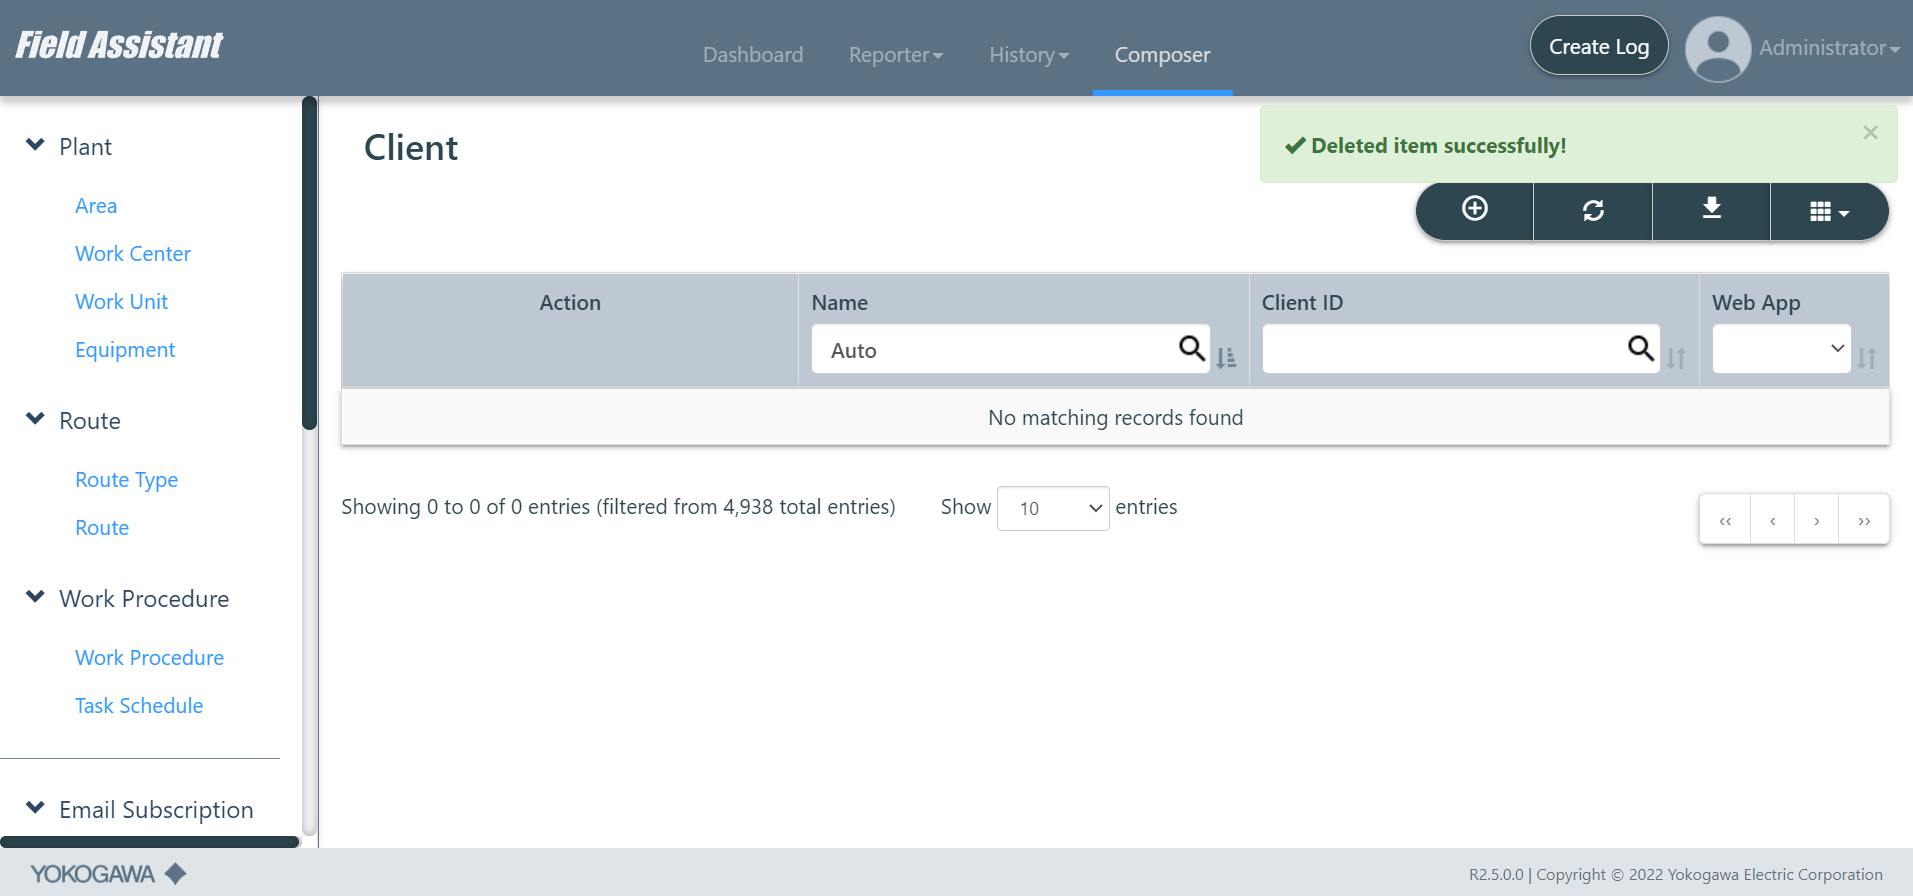 Field Assistant
Dashboard
Reporter
History
Composer
Create Log
Administrator
Plant
Area
Work Center
Work Unit
Equipment
Route
Route Type
Route
Work Procedure
Work Procedure
Task Schedule
Email Subscription
Client
Deleted item successfully!
×
Action
Name
Client ID
Web App
Auto
No matching records found
Showing 0 to 0 of 0 entries (filtered from 4,938 total entries)
Show 10 entries
‹‹ ‹ › ››
YOKOGAWA
R2.5.0.0 | Copyright © 2022 Yokogawa Electric Corporation